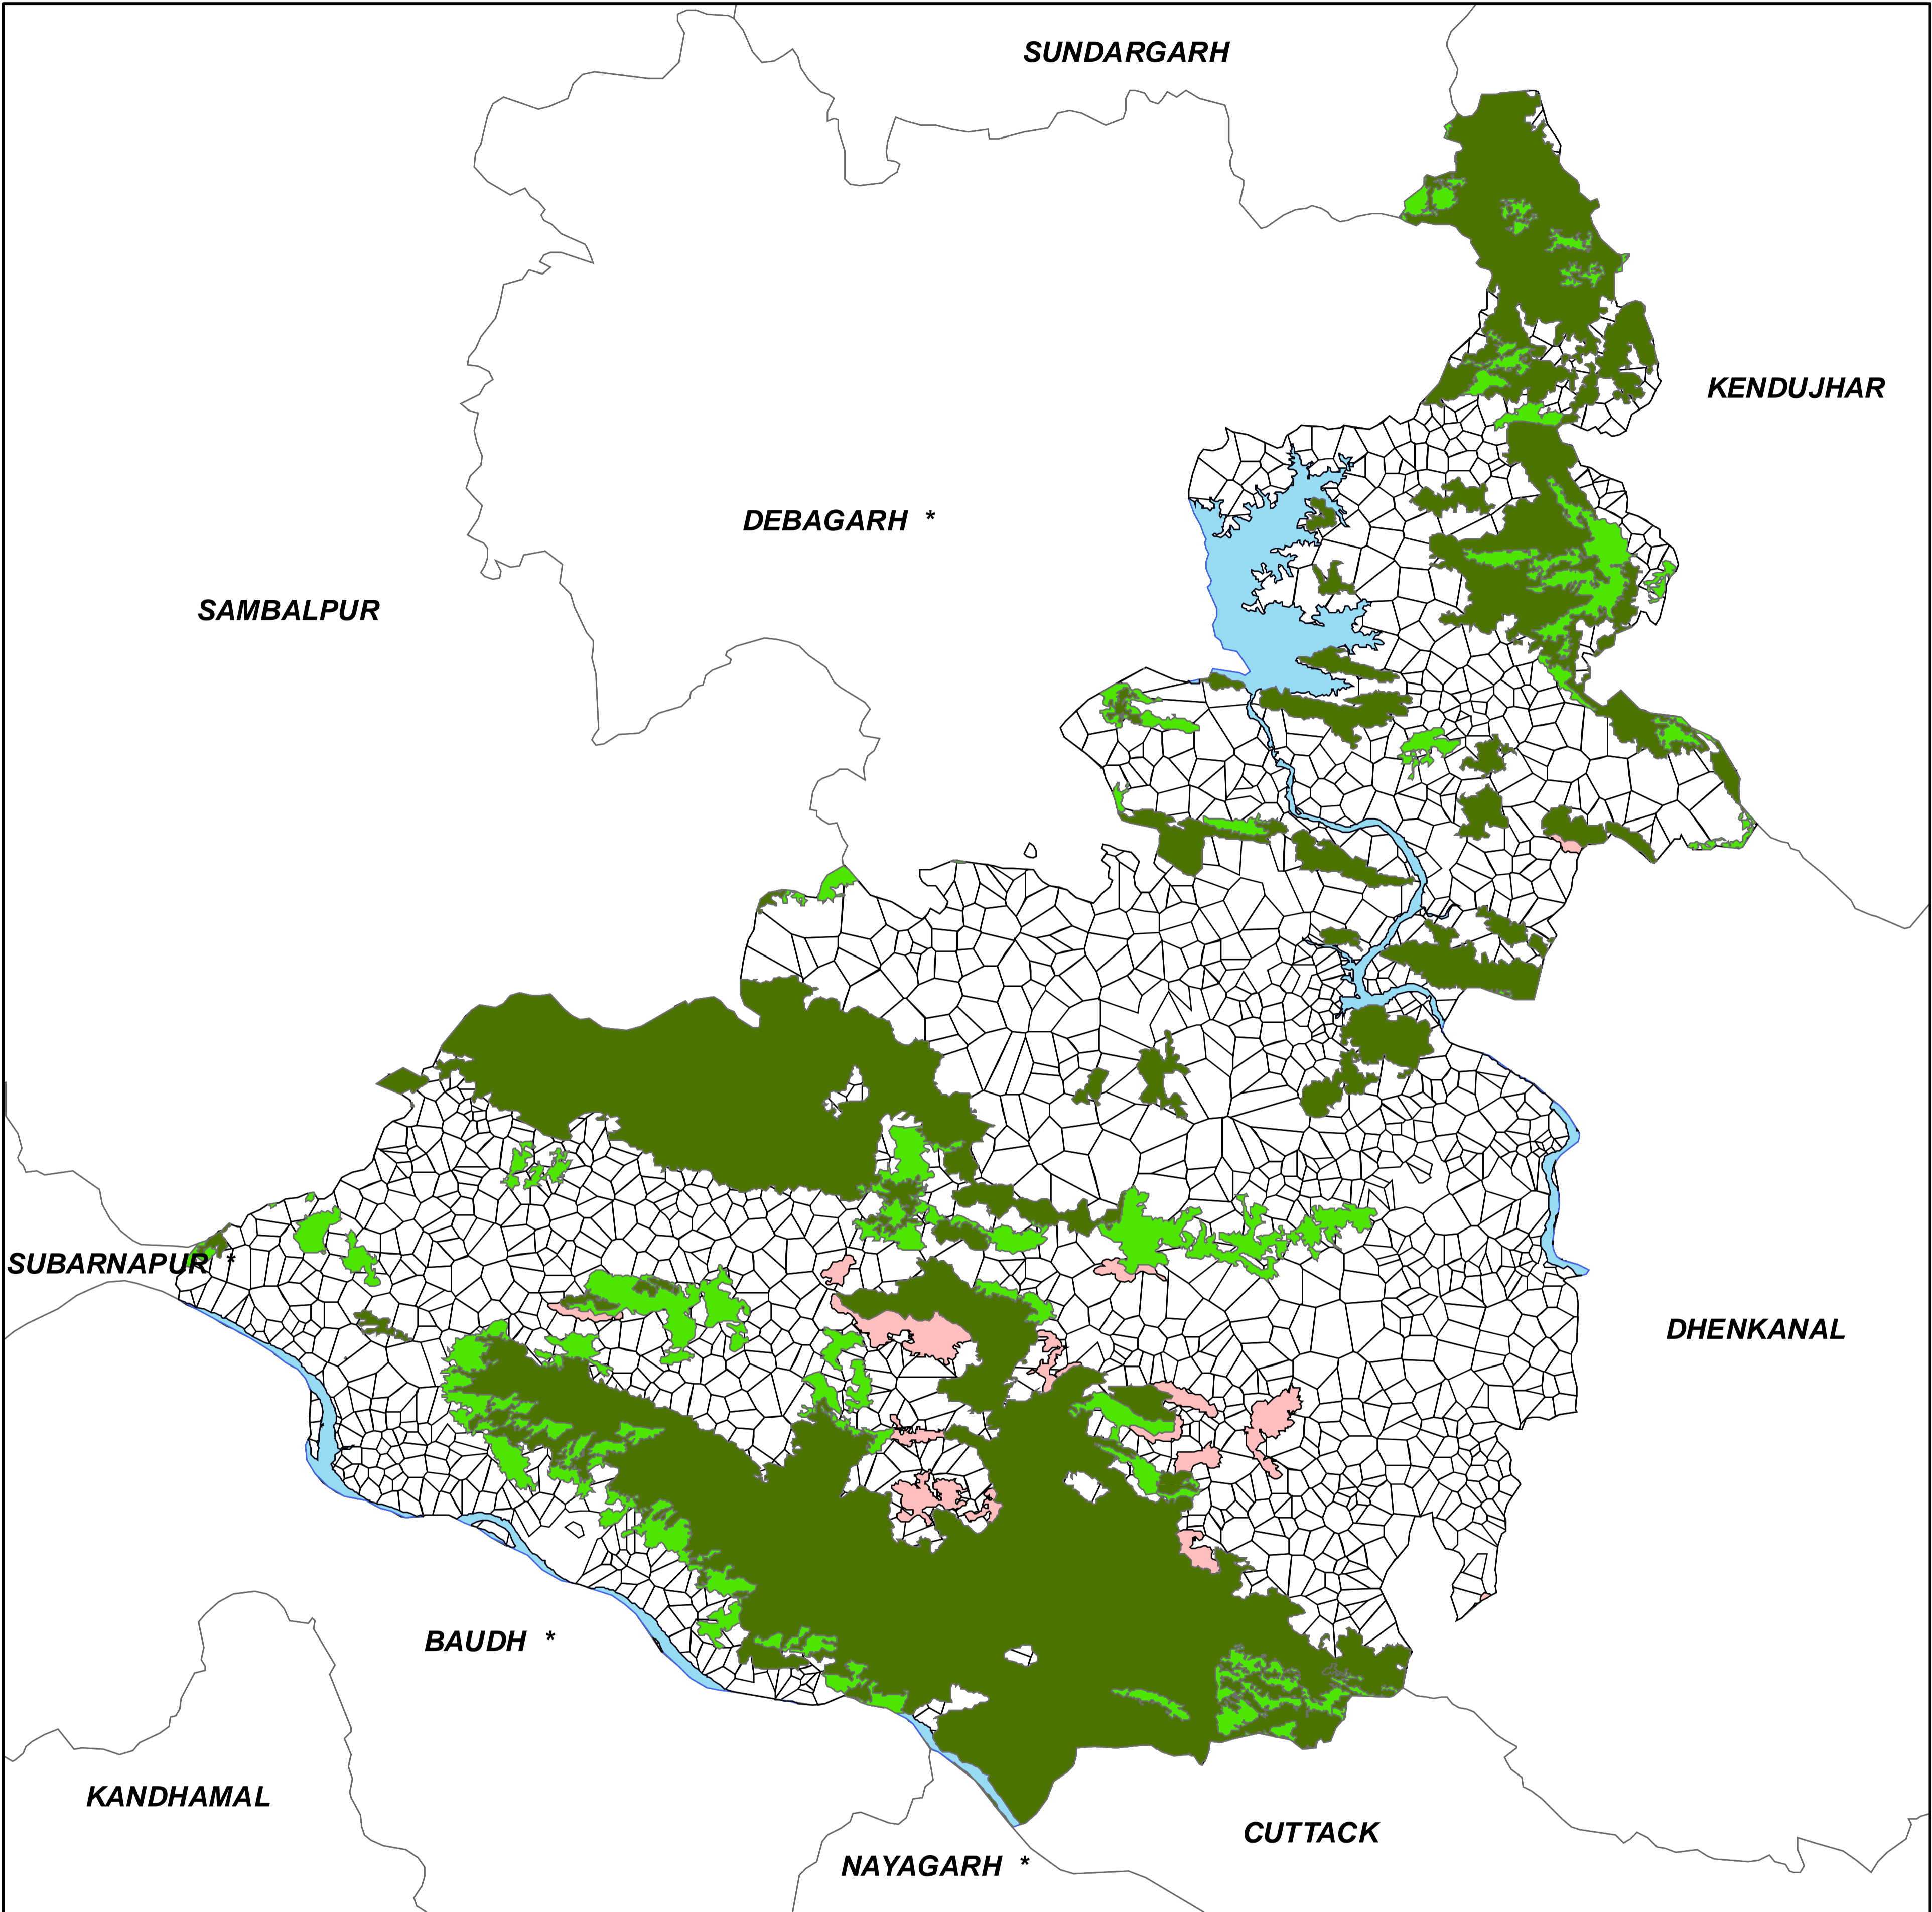 SUNDARGARH
KENDUJHAR
DEBAGARH *
SAMBALPUR
SUBARNAPUR *
DHENKANAL
BAUDH *
KANDHAMAL
CUTTACK
NAYAGARH *